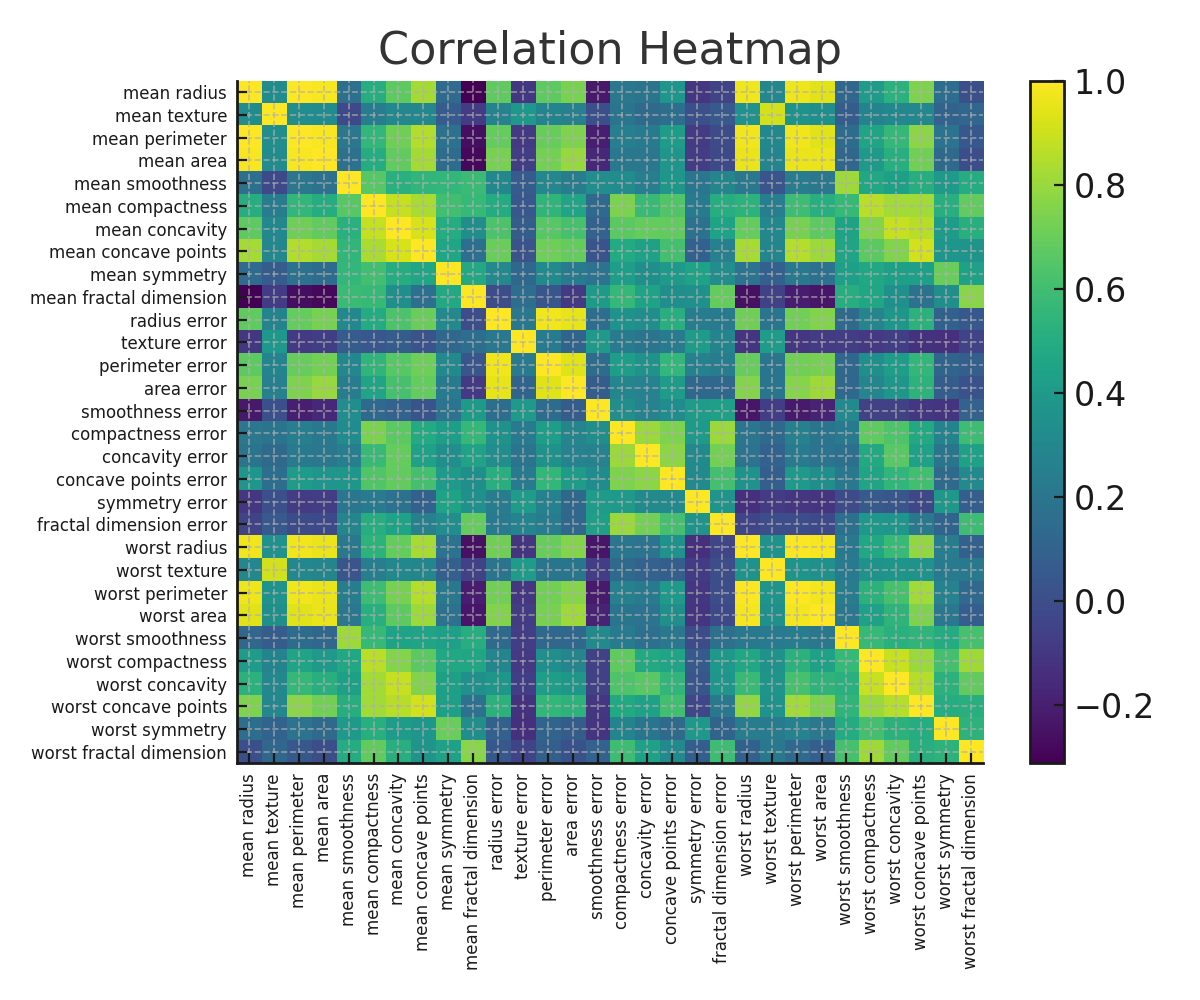 Correlation Heatmap
mean radius
mean texture
mean perimeter
mean area
mean smoothness
mean compactness
mean concavity
mean concave points
mean symmetry
mean fractal dimension
radius error
texture error
perimeter error
area error
smoothness error
compactness error
concavity error
concave points error
symmetry error
fractal dimension error
worst radius
worst texture
worst perimeter
worst area
worst smoothness
worst compactness
worst concavity
worst concave points
worst symmetry
worst fractal dimension
mean radius
mean texture
mean perimeter
mean area
mean smoothness
mean compactness
mean concavity
mean concave points
mean symmetry
mean fractal dimension
radius error
texture error
perimeter error
area error
smoothness error
compactness error
concavity error
concave points error
symmetry error
fractal dimension error
worst radius
worst texture
worst perimeter
worst area
worst smoothness
worst compactness
worst concavity
worst concave points
worst symmetry
worst fractal dimension
1.0
0.8
0.6
0.4
0.2
0.0
−0.2